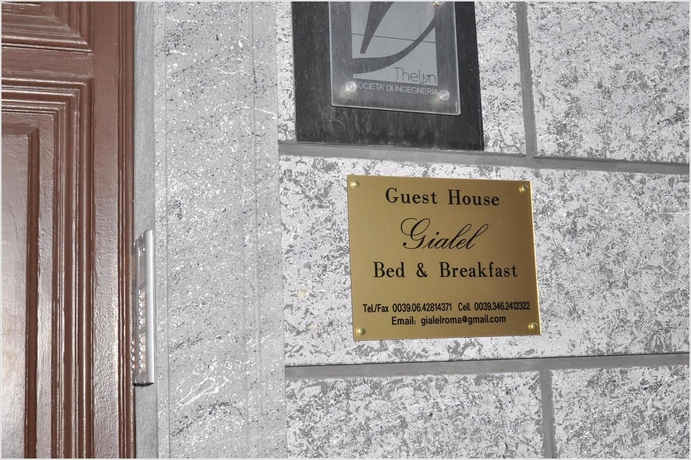 Thelyn
SOCIETA' DI INGEGNERIA
Guest House
Gialel
Bed & Breakfast
Tel./Fax 0039.06.42814371 Cell. 0039.346.2412322
Email: gialelroma@gmail.com